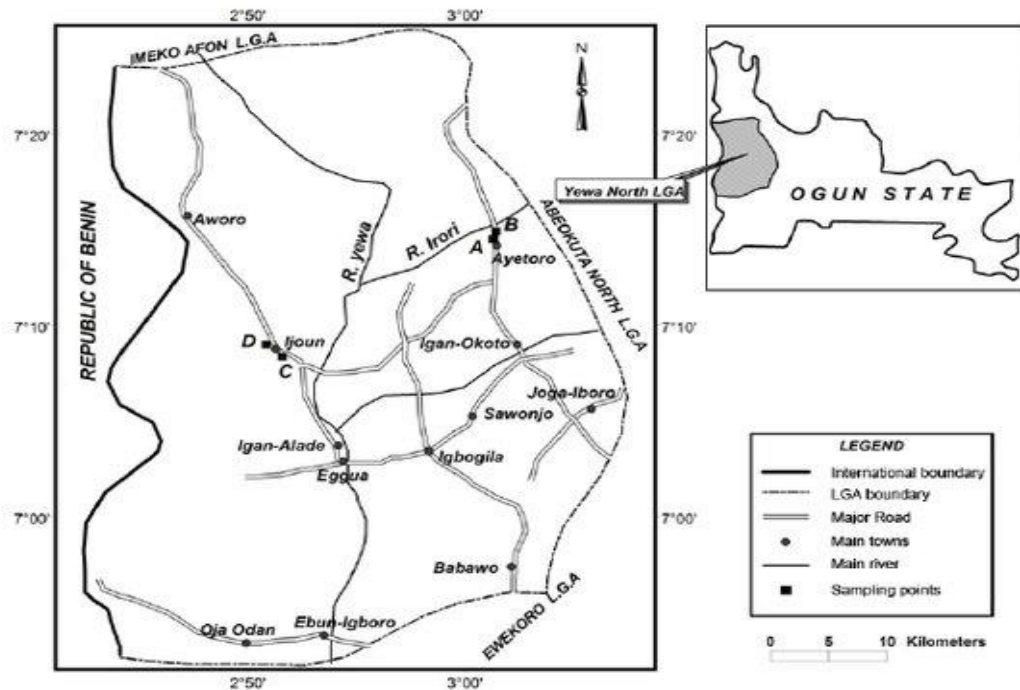 2°50'
3°00'
IMEKO AFON L.G.A
N
7°20'
7°20'
Yewa North LGA
OGUN STATE
Aworo
R. yewa
R. Irori
B
A
Ayetoro
ABEOKUTA NORTH L.G.A
REPUBLIC OF BENIN
7°10'
7°10'
D
Ijoun
C
Igan-Okoto
Joga-Iboro
Sawonjo
Igan-Alade
Igbogila
Eggua
7°00'
7°00'
Babawo
Ebun-Igboro
Oja Odan
EWEKORO L.G.A
2°50'
3°00'
LEGEND
International boundary
LGA boundary
Major Road
Main towns
Main river
Sampling points
0 5 10 Kilometers